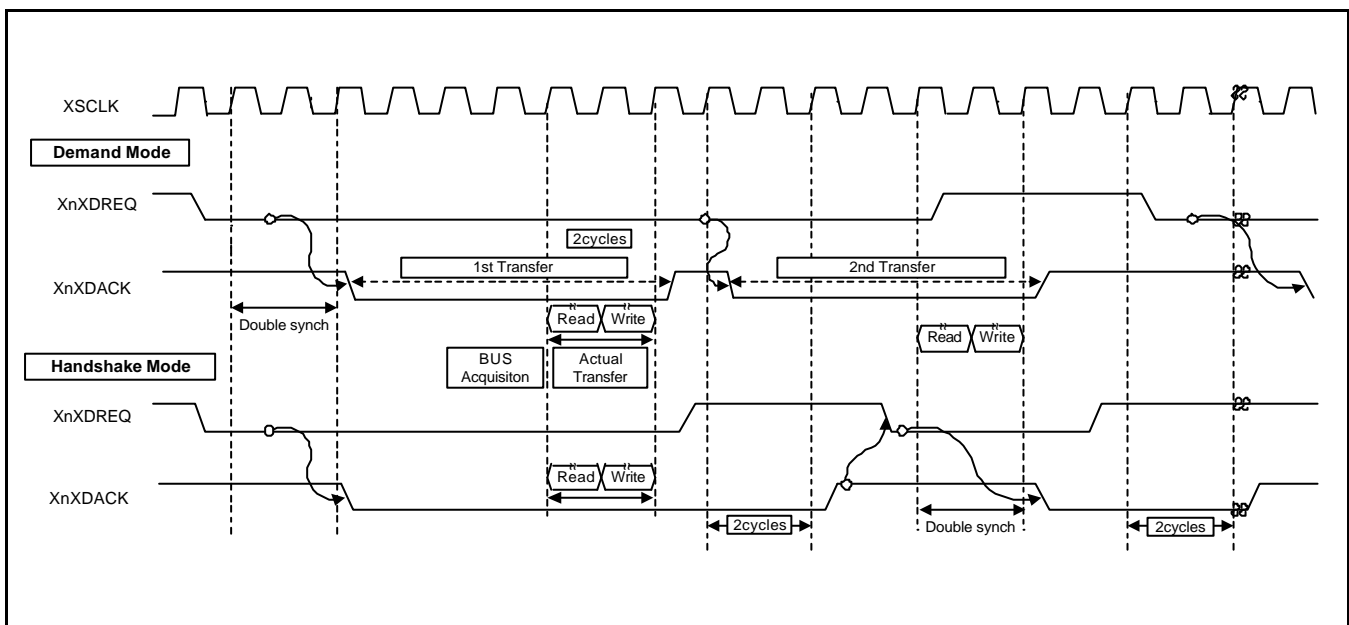 XSCLK
Demand Mode
XnXDREQ
2cycles
1st Transfer
2nd Transfer
XnXDACK
Double synch
Read
Write
Read
Write
BUS
Acquisiton
Actual
Transfer
Handshake Mode
XnXDREQ
Read
Write
XnXDACK
2cycles
Double synch
2cycles